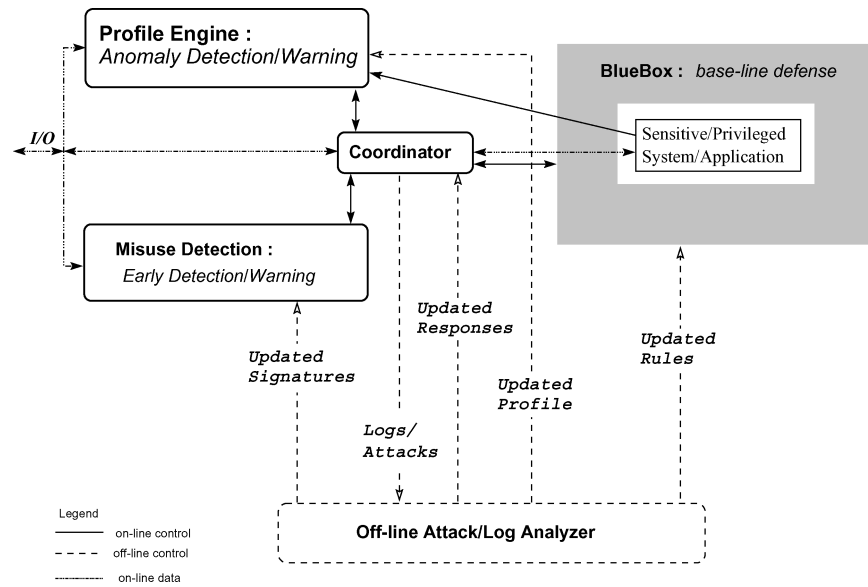 Profile Engine :
Anomaly Detection/Warning
BlueBox : base-line defense
I/O
Sensitive/Privileged
System/Application
Coordinator
Misuse Detection :
Early Detection/Warning
Updated
Responses
Updated
Signatures
Updated
Rules
Updated
Profile
Logs/
Attacks
Off-line Attack/Log Analyzer
Legend
on-line control
off-line control
on-line data